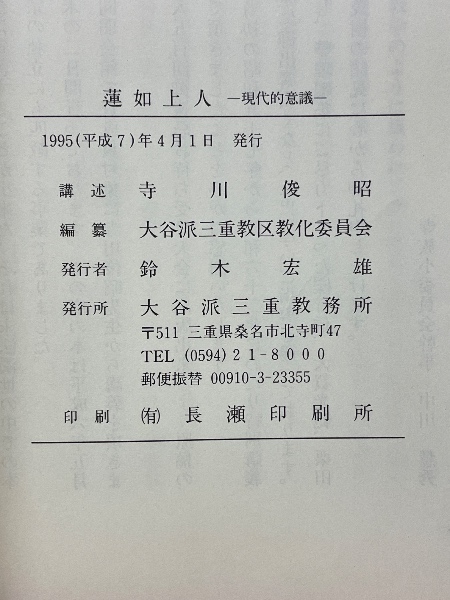 蓮如上人 ―現代的意議―
1995(平成7)年4月1日 発行
講述 寺川俊昭
編纂 大谷派三重教区教化委員会
発行者 鈴木宏雄
発行所 大谷派三重教務所
〒511 三重県桑名市北寺町47
TEL (0594) 21-8000
郵便振替 00910-3-23355
印刷 ㈲ 長瀬印刷所